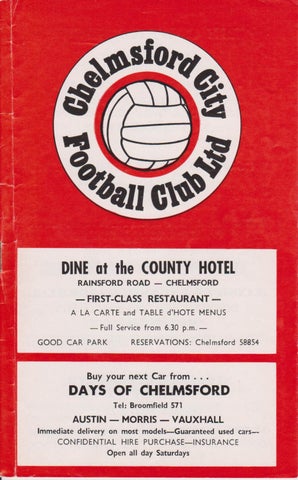 Chelmsford City
Football Club Ltd
DINE at the COUNTY HOTEL
RAINSFORD ROAD — CHELMSFORD
—FIRST-CLASS RESTAURANT—
A LA CARTE and TABLE d'HOTE MENUS
—Full Service from 6.30 p.m.—
GOOD CAR PARK RESERVATIONS: Chelmsford 58854
Buy your next Car from . . .
DAYS OF CHELMSFORD
Tel: Broomfield 571
AUSTIN — MORRIS — VAUXHALL
Immediate delivery on most models—Guaranteed used cars—
CONFIDENTIAL HIRE PURCHASE—INSURANCE
Open all day Saturdays